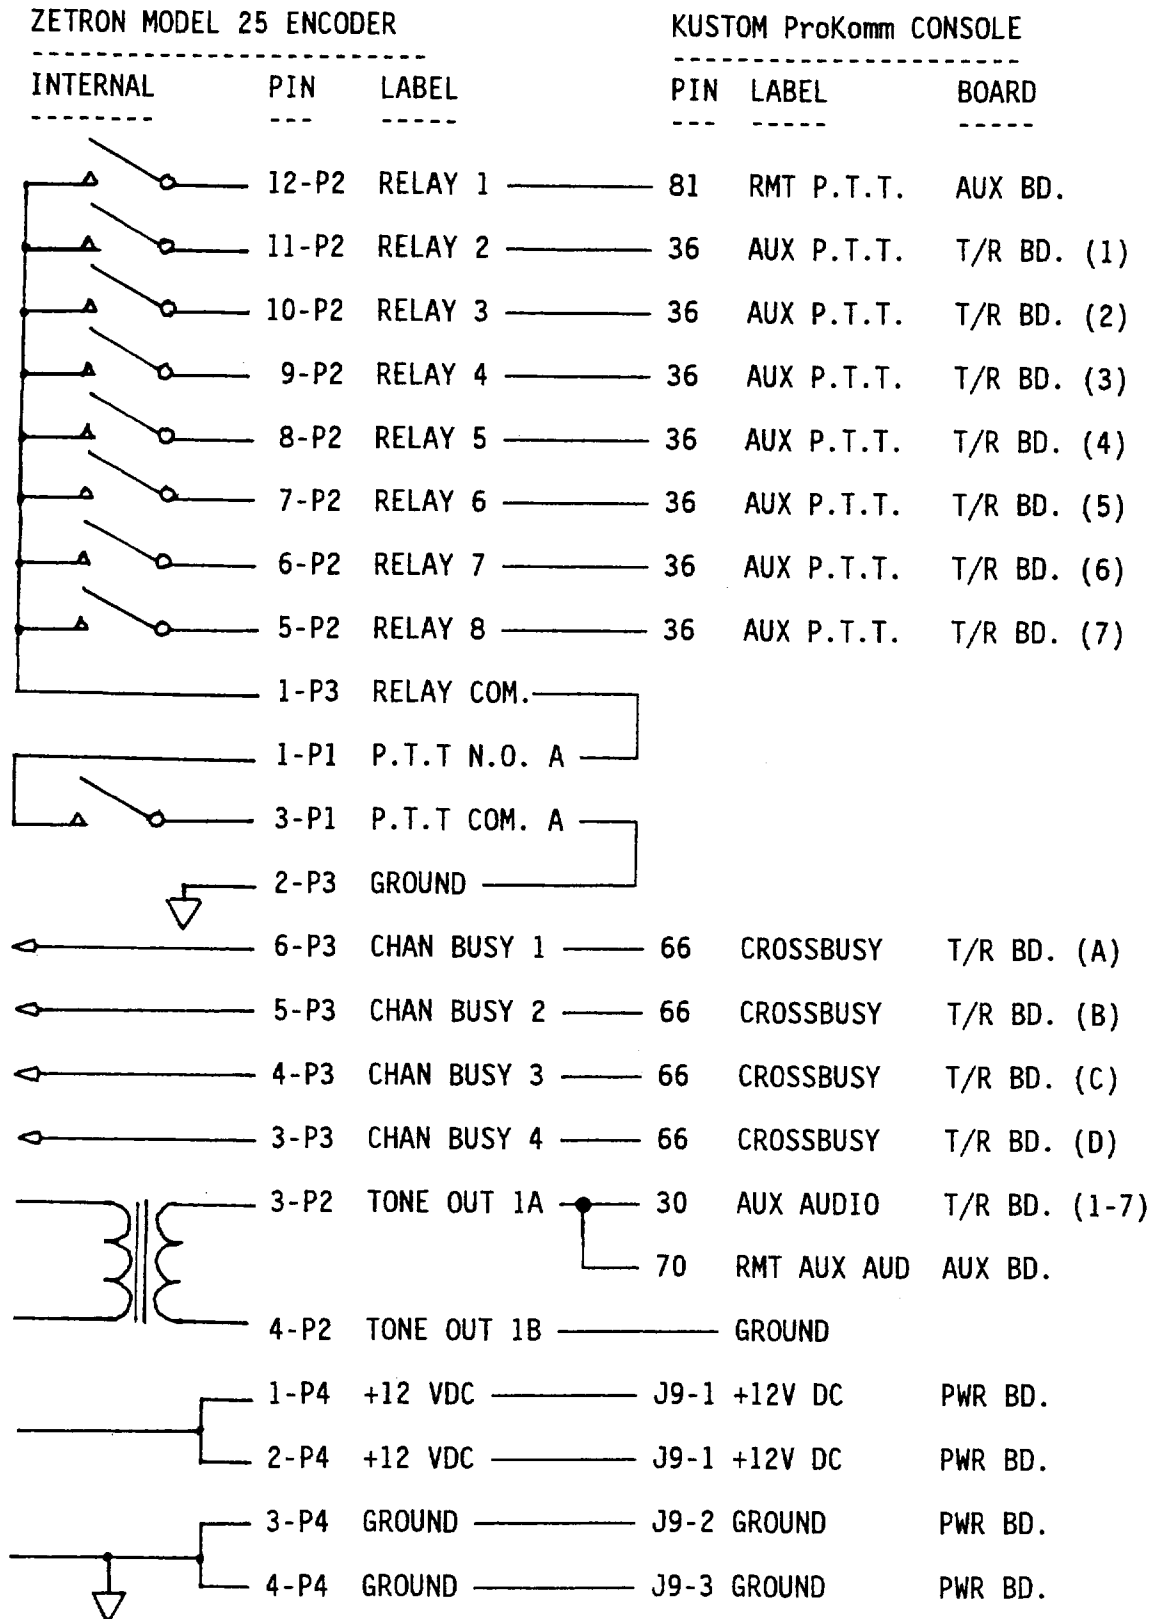 ZETRON MODEL 25 ENCODER KUSTOM ProKomm CONSOLE
INTERNAL PIN LABEL PIN LABEL BOARD
12-P2 RELAY 1 81 RMT P.T.T. AUX BD.
11-P2 RELAY 2 36 AUX P.T.T. T/R BD. (1)
10-P2 RELAY 3 36 AUX P.T.T. T/R BD. (2)
9-P2 RELAY 4 36 AUX P.T.T. T/R BD. (3)
8-P2 RELAY 5 36 AUX P.T.T. T/R BD. (4)
7-P2 RELAY 6 36 AUX P.T.T. T/R BD. (5)
6-P2 RELAY 7 36 AUX P.T.T. T/R BD. (6)
5-P2 RELAY 8 36 AUX P.T.T. T/R BD. (7)
1-P3 RELAY COM.
1-P1 P.T.T N.O. A
3-P1 P.T.T COM. A
2-P3 GROUND
6-P3 CHAN BUSY 1 66 CROSSBUSY T/R BD. (A)
5-P3 CHAN BUSY 2 66 CROSSBUSY T/R BD. (B)
4-P3 CHAN BUSY 3 66 CROSSBUSY T/R BD. (C)
3-P3 CHAN BUSY 4 66 CROSSBUSY T/R BD. (D)
3-P2 TONE OUT 1A 30 AUX AUDIO T/R BD. (1-7)
70 RMT AUX AUD AUX BD.
4-P2 TONE OUT 1B GROUND
1-P4 +12 VDC J9-1 +12V DC PWR BD.
2-P4 +12 VDC J9-1 +12V DC PWR BD.
3-P4 GROUND J9-2 GROUND PWR BD.
4-P4 GROUND J9-3 GROUND PWR BD.